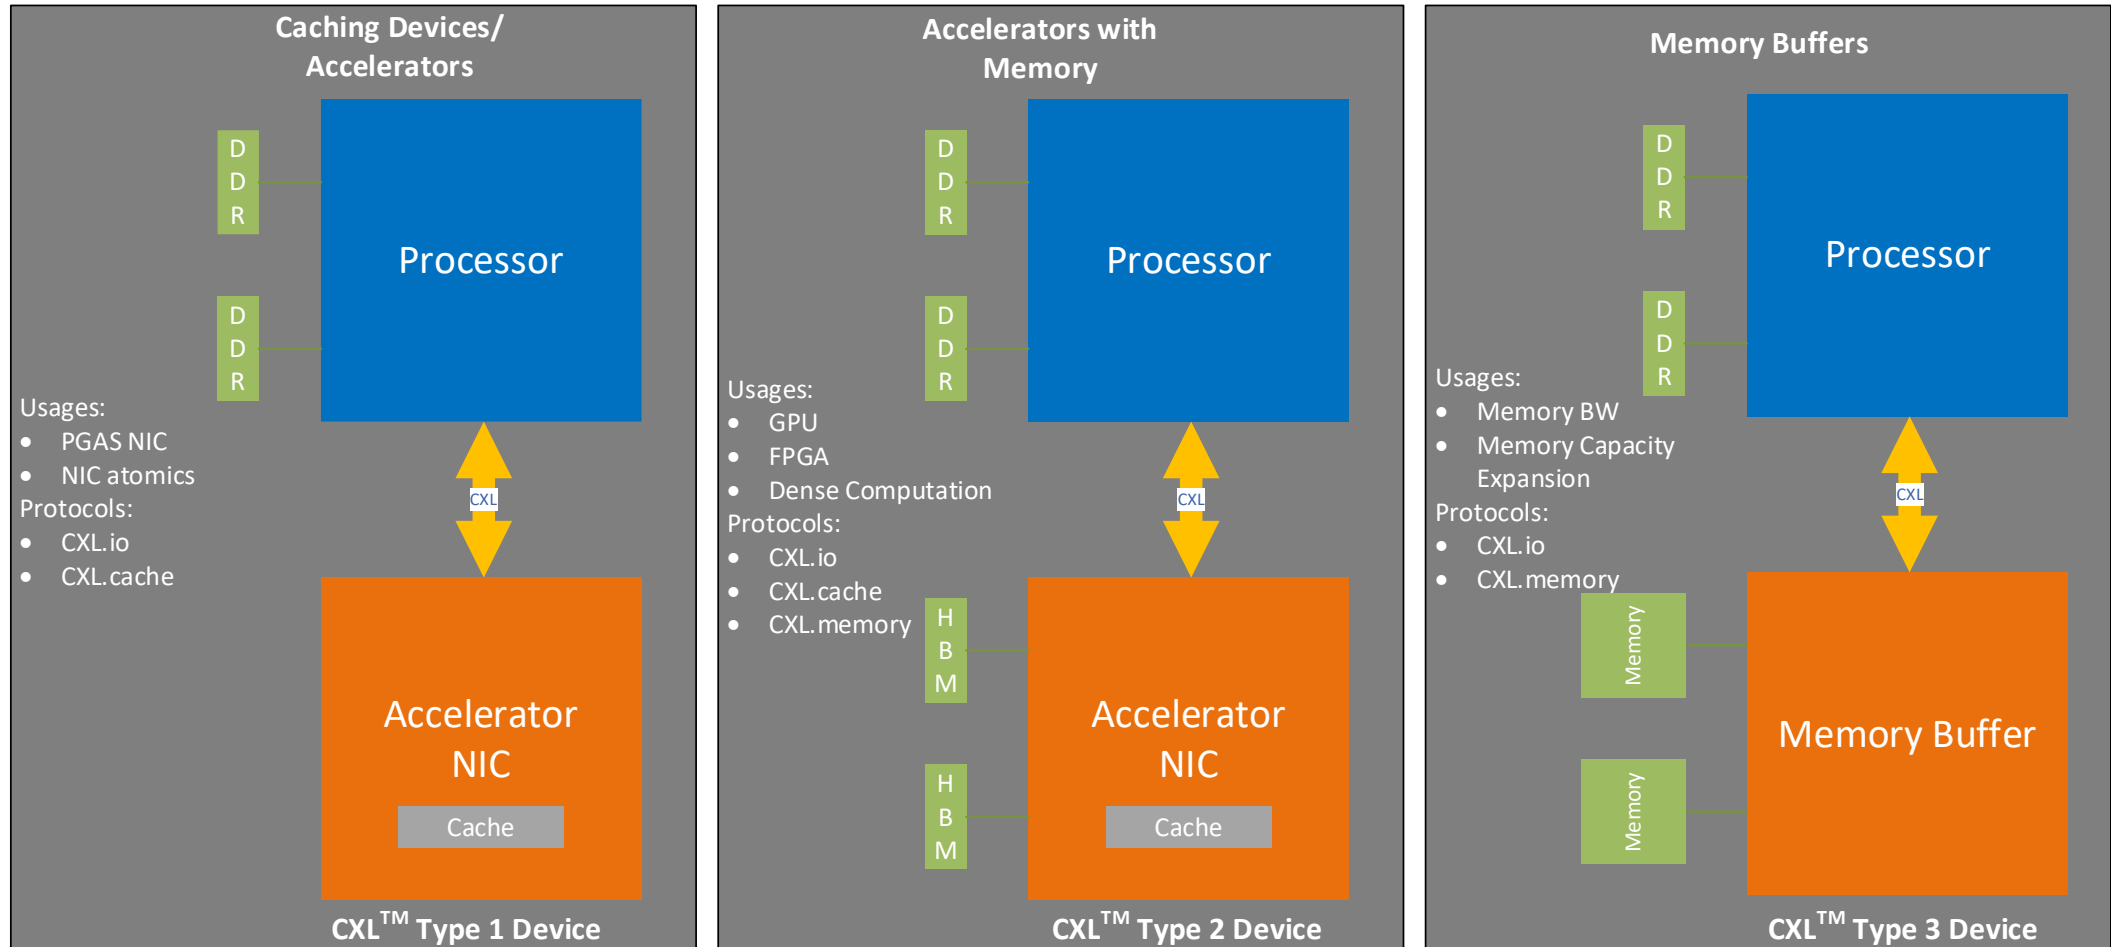 Caching Devices/
Accelerators
D
D
R
Processor
D
D
R
Usages:
• PGAS NIC
• NIC atomics
Protocols:
• CXL.io
• CXL.cache
CXL
Accelerator
NIC
Cache
CXL™ Type 1 Device
Accelerators with
Memory
D
D
R
Processor
D
D
R
Usages:
• GPU
• FPGA
• Dense Computation
Protocols:
• CXL.io
• CXL.cache
• CXL.memory
CXL
H
B
M
Accelerator
NIC
H
B
M
Cache
CXL™ Type 2 Device
Memory Buffers
D
D
R
Processor
D
D
R
Usages:
• Memory BW
• Memory Capacity
Expansion
Protocols:
• CXL.io
• CXL.memory
CXL
Memory
Memory Buffer
Memory
CXL™ Type 3 Device